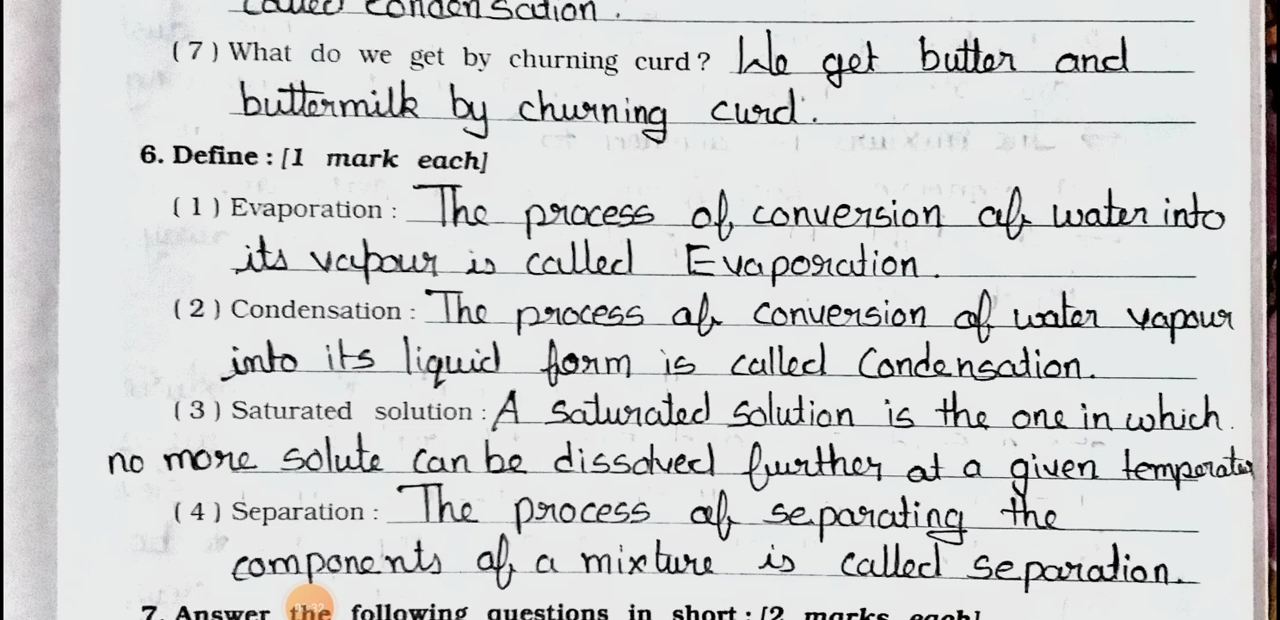 called condensation.
(7) What do we get by churning curd? We get butter and
buttermilk by churning curd.
6. Define : [1 mark each]
(1) Evaporation : The process of conversion of water into
its vapour is called Evaporation.
(2) Condensation : The process of conversion of water vapour
into its liquid form is called Condensation.
(3) Saturated solution : A saturated solution is the one in which
no more solute can be dissolved further at a given
(4) Separation : The process of separating the
components of a mixture is called separation.
7. Answer the following questions in short : [2 marks each]